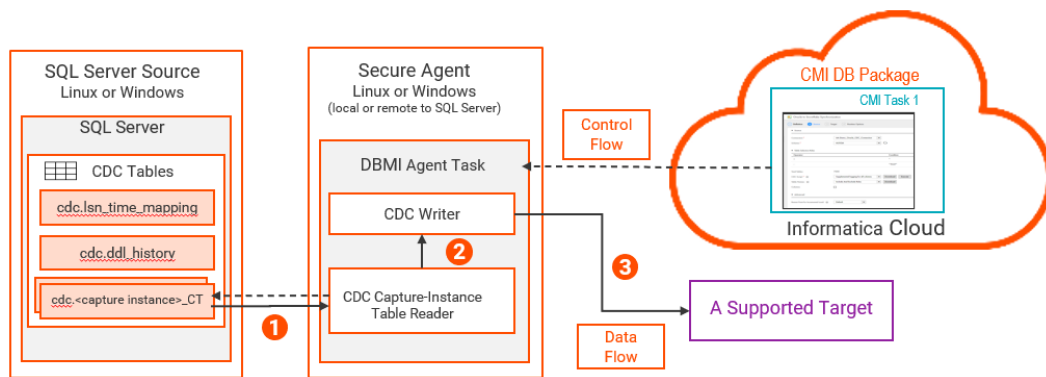 SQL Server Source
Linux or Windows
SQL Server
CDC Tables
cdc.lsn_time_mapping
cdc.ddl_history
cdc.<capture instance>_CT
1
Secure Agent
Linux or Windows
(local or remote to SQL Server)
DBMI Agent Task
CDC Writer
2
CDC Capture-Instance
Table Reader
Control
Flow
3
Data
Flow
CMI DB Package
CMI Task 1
Informatica Cloud
A Supported Target